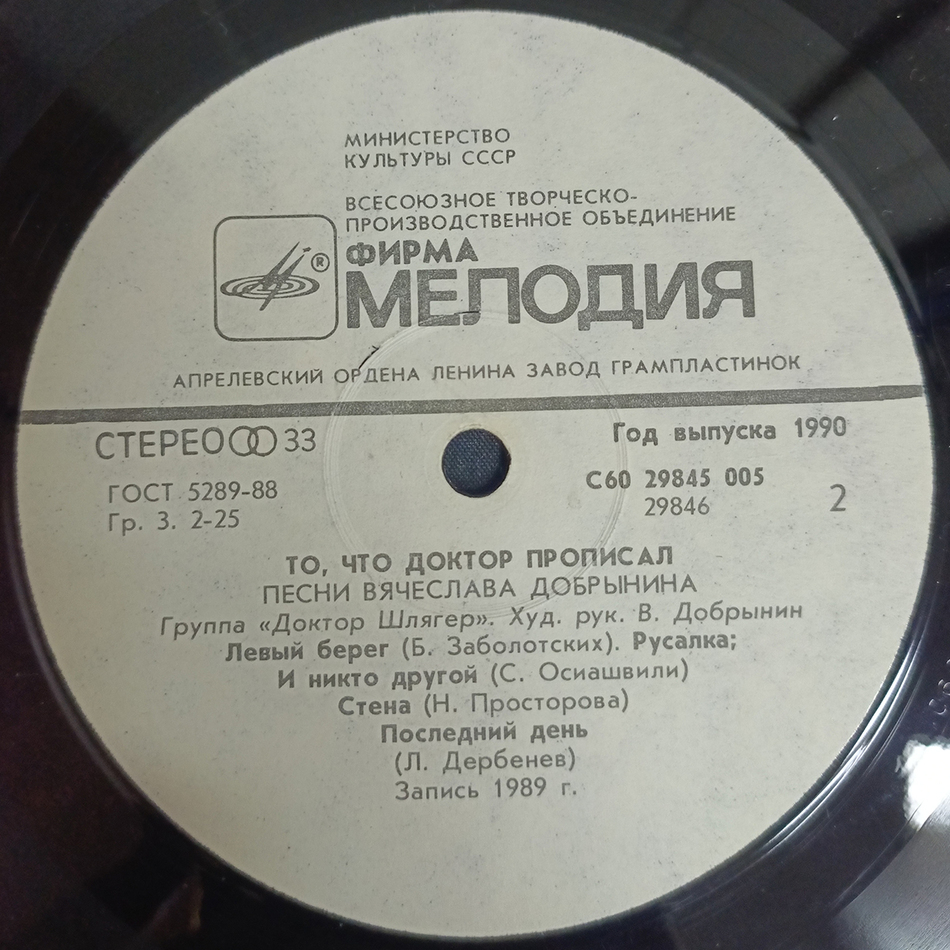 МИНИСТЕРСТВО
КУЛЬТУРЫ СССР
ВСЕСОЮЗНОЕ ТВОРЧЕСКО-
ПРОИЗВОДСТВЕННОЕ ОБЪЕДИНЕНИЕ
ФИРМА
МЕЛОДИЯ
®
АПРЕЛЕВСКИЙ ОРДЕНА ЛЕНИНА ЗАВОД ГРАМПЛАСТИНОК
СТЕРЕО 33
Год выпуска 1990
ГОСТ 5289-88
Гр. 3. 2-25
С60 29845 005
29846
2
ТО, ЧТО ДОКТОР ПРОПИСАЛ
ПЕСНИ ВЯЧЕСЛАВА ДОБРЫНИНА
Группа «Доктор Шлягер». Худ. рук. В. Добрынин
Левый берег (Б. Заболотских). Русалка;
И никто другой (С. Осиашвили)
Стена (Н. Просторова)
Последний день
(Л. Дербенев)
Запись 1989 г.